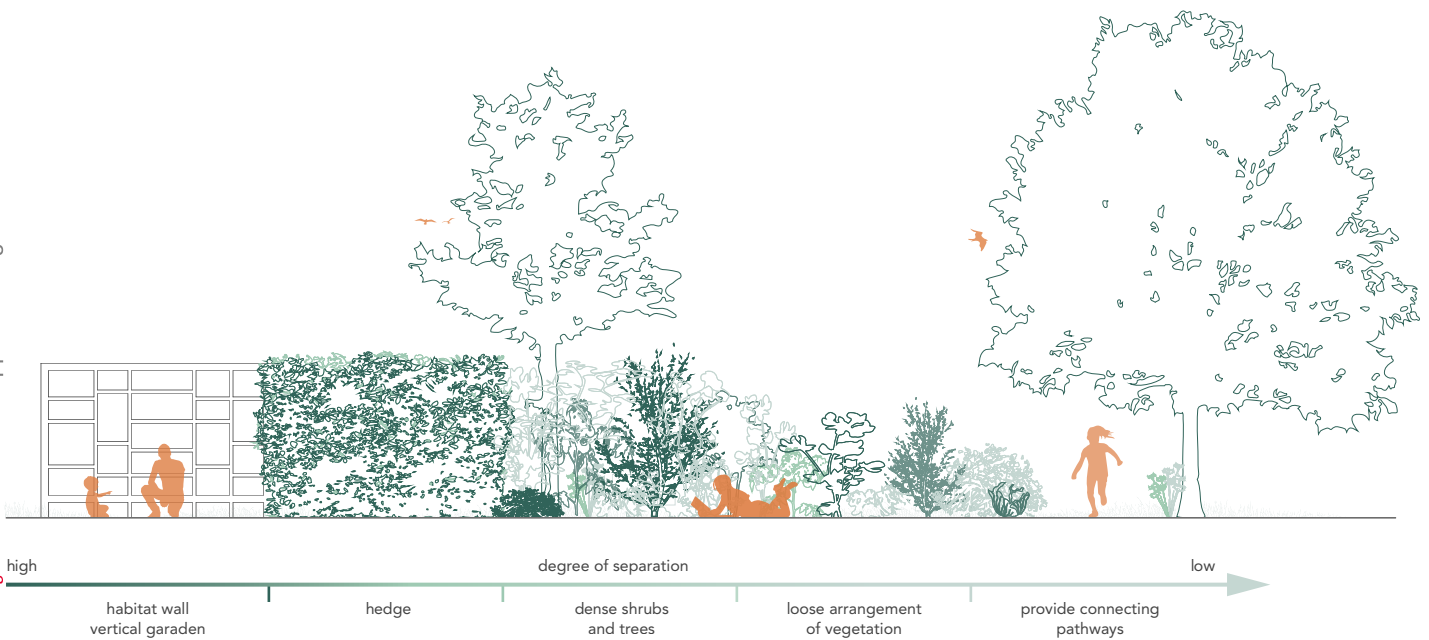 high degree of separation low
habitat wall hedge dense shrubs loose arrangement provide connecting
vertical garaden and trees of vegetation pathways